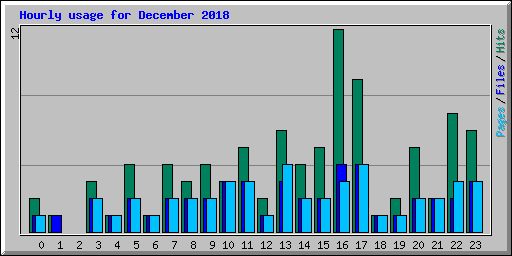 Hourly usage for December 2018
12
Pages / Files / Hits
0 1 2 3 4 5 6 7 8 9 10 11 12 13 14 15 16 17 18 19 20 21 22 23